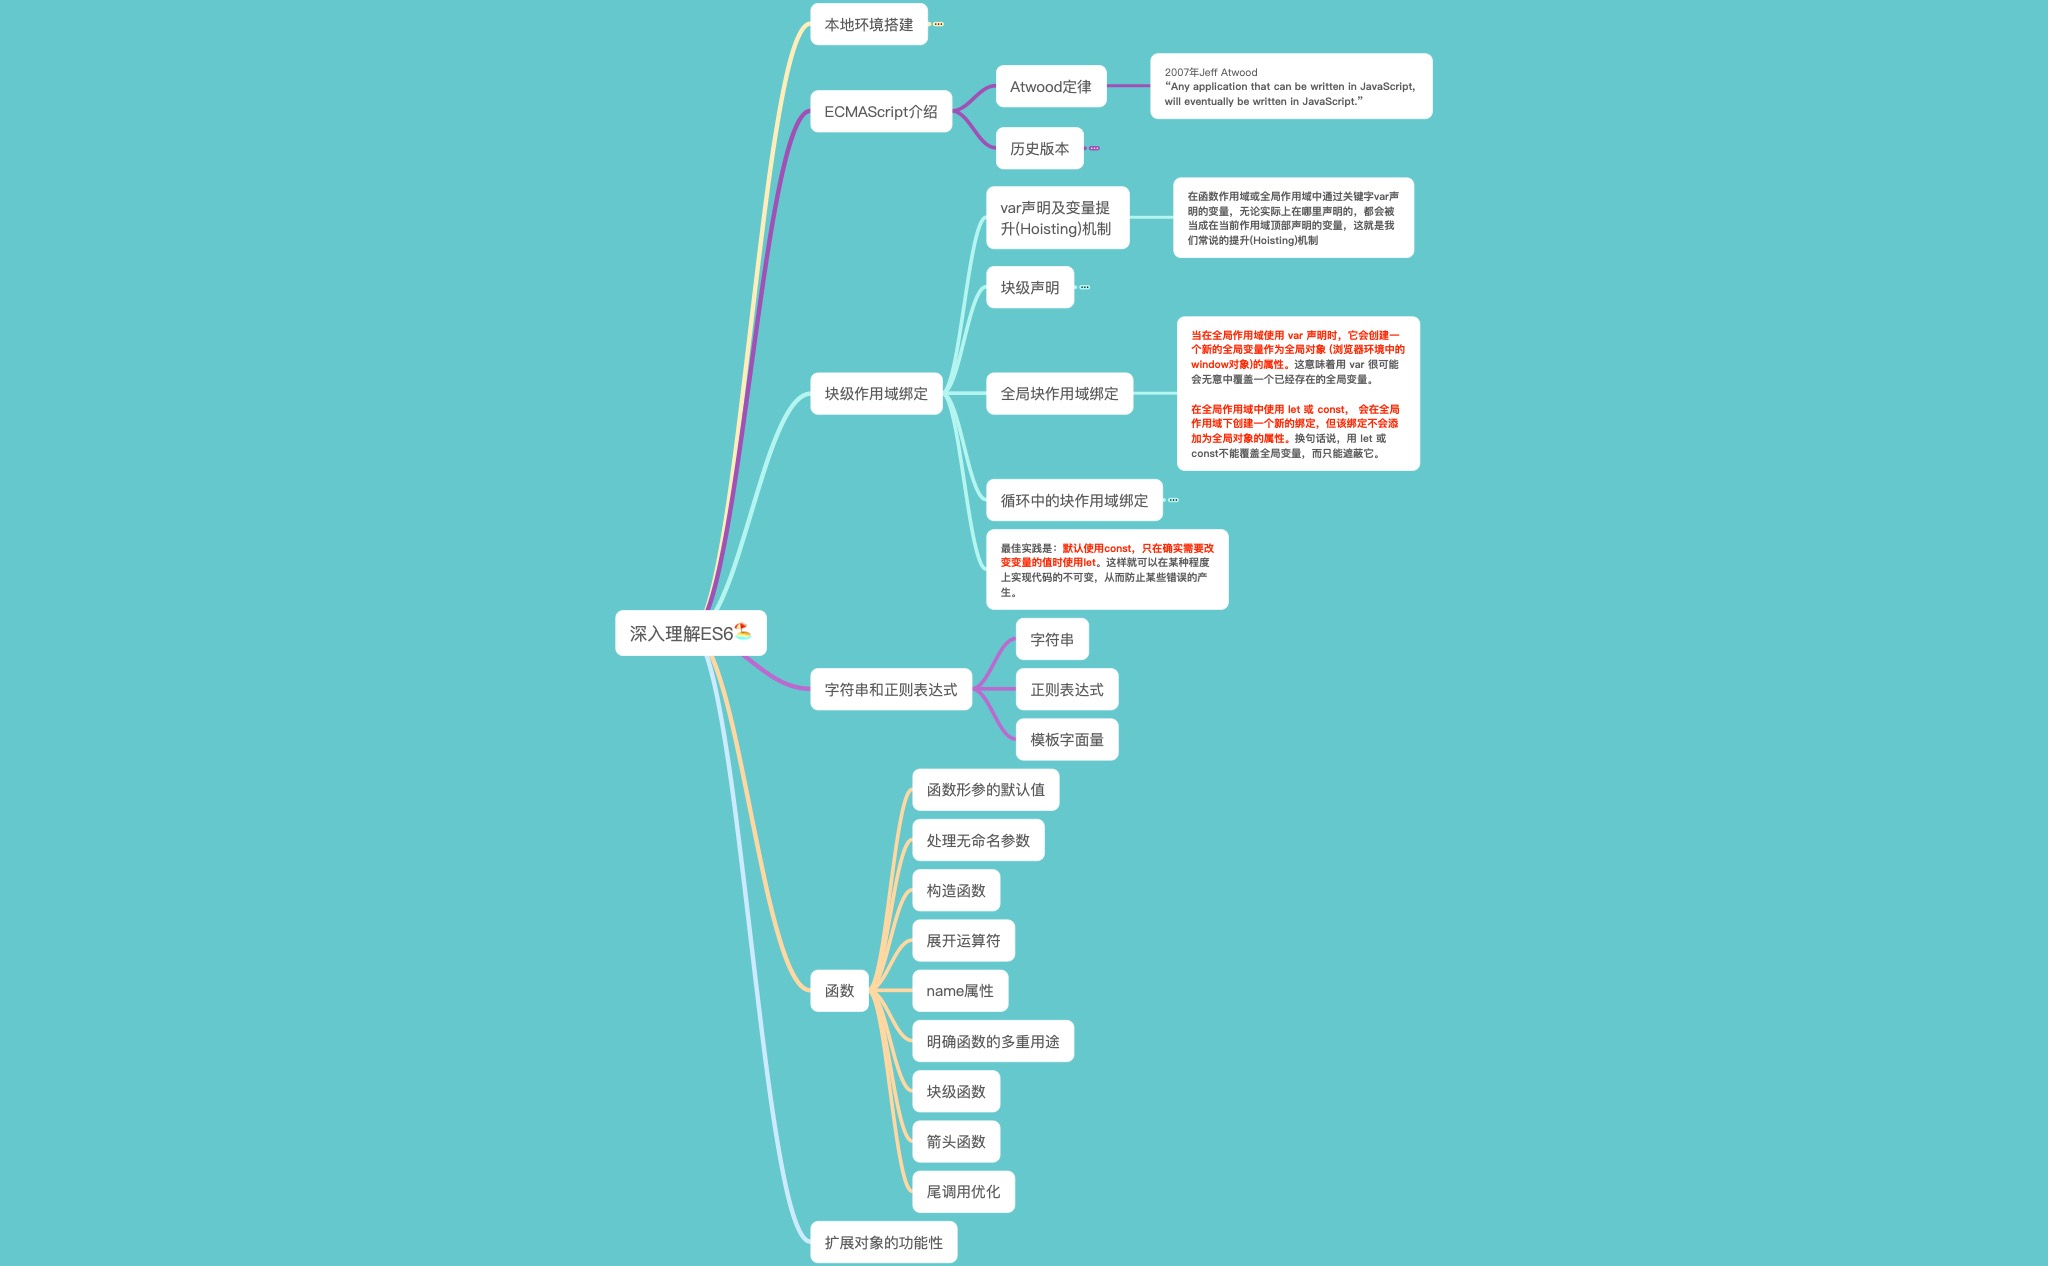 本地环境搭建
ECMAScript介绍
Atwood定律
2007年Jeff Atwood
“Any application that can be written in JavaScript,
will eventually be written in JavaScript.”
历史版本
块级作用域绑定
var声明及变量提
升(Hoisting)机制
在函数作用域或全局作用域中通过关键字var声
明的变量，无论实际上在哪里声明的，都会被
当成在当前作用域顶部声明的变量，这就是我
们常说的提升(Hoisting)机制
块级声明
全局块作用域绑定
当在全局作用域使用 var 声明时，它会创建一
个新的全局变量作为全局对象 (浏览器环境中的
window对象)的属性。这意味着用 var 很可能
会无意中覆盖一个已经存在的全局变量。
在全局作用域中使用 let 或 const， 会在全局
作用域下创建一个新的绑定，但该绑定不会添
加为全局对象的属性。换句话说，用 let 或
const不能覆盖全局变量，而只能遮蔽它。
循环中的块作用域绑定
最佳实践是：默认使用const，只在确实需要改
变变量的值时使用let。这样就可以在某种程度
上实现代码的不可变，从而防止某些错误的产
生。
深入理解ES6🏖
字符串和正则表达式
字符串
正则表达式
模板字面量
函数
函数形参的默认值
处理无命名参数
构造函数
展开运算符
name属性
明确函数的多重用途
块级函数
箭头函数
尾调用优化
扩展对象的功能性